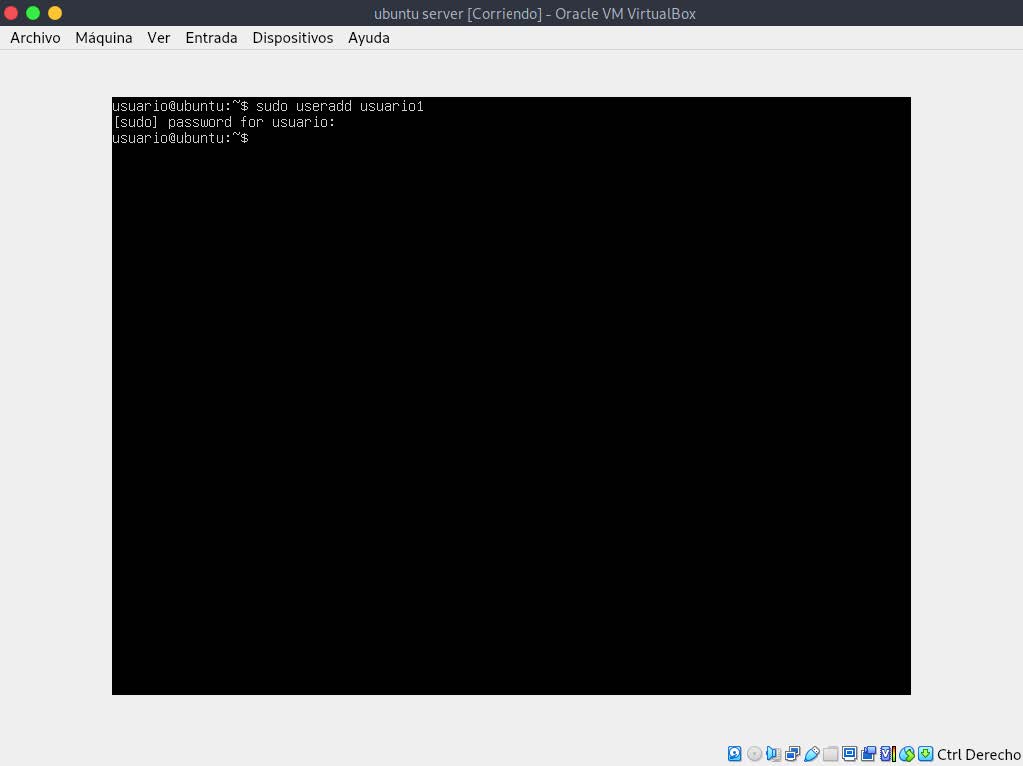 ubuntu server [Corriendo] - Oracle VM VirtualBox
Archivo Máquina Ver Entrada Dispositivos Ayuda
usuario@ubuntu:~$ sudo useradd usuario1
[sudo] password for usuario:
usuario@ubuntu:~$
Ctrl Derecho